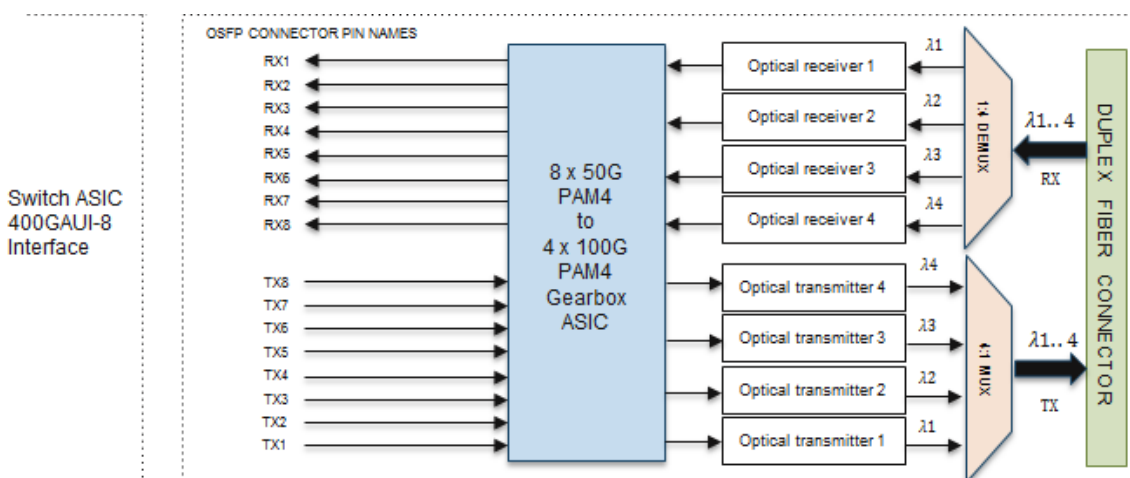 OSFP CONNECTOR PIN NAMES
RX1
RX2
RX3
RX4
RX5
RX6
RX7
RX8
TX8
TX7
TX6
TX5
TX4
TX3
TX2
TX1
Switch ASIC
400GAUI-8
Interface
8 x 50G
PAM4
to
4 x 100G
PAM4
Gearbox
ASIC
Optical receiver 1
Optical receiver 2
Optical receiver 3
Optical receiver 4
Optical transmitter 4
Optical transmitter 3
Optical transmitter 2
Optical transmitter 1
λ1
λ2
λ3
λ4
λ4
λ3
λ2
λ1
1:4 DEMUX
4:1 MUX
λ1..4
RX
λ1..4
TX
DUPLEX FIBER CONNECTOR